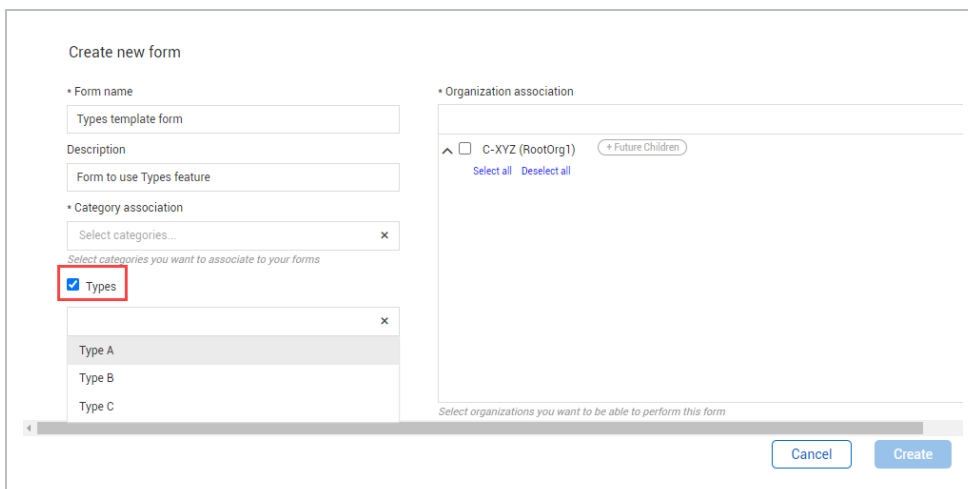 Create new form
* Form name
Types template form
Description
Form to use Types feature
* Category association
Select categories...
Select categories you want to associate to your forms
Types
Type A
Type B
Type C
* Organization association
C-XYZ (RootOrg1) + Future Children
Select all Deselect all
Select organizations you want to be able to perform this form
Cancel Create